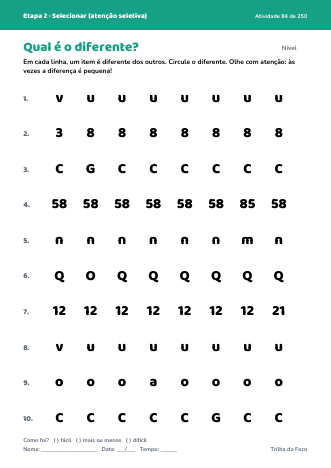 Etapa 2 · Selecionar (atenção seletiva) Atividade 84 de 250
Qual é o diferente? Nível
Em cada linha, um item é diferente dos outros. Circule o diferente. Olhe com atenção: às
vezes a diferença é pequena!
1. v u u u u u u u
2. 3 8 8 8 8 8 8 8
3. C G C C C C C C
4. 58 58 58 58 58 58 85 58
5. n n n n n n m n
6. Q O Q Q Q Q Q Q
7. 12 12 12 12 12 12 12 21
8. v u u u u u u u
9. o o o a o o o o
10. C C C C C G C C
Como foi? ( ) fácil ( ) mais ou menos ( ) difícil
Nome: ____________________ Data: ___/___ Tempo: ______ Trilha do Foco